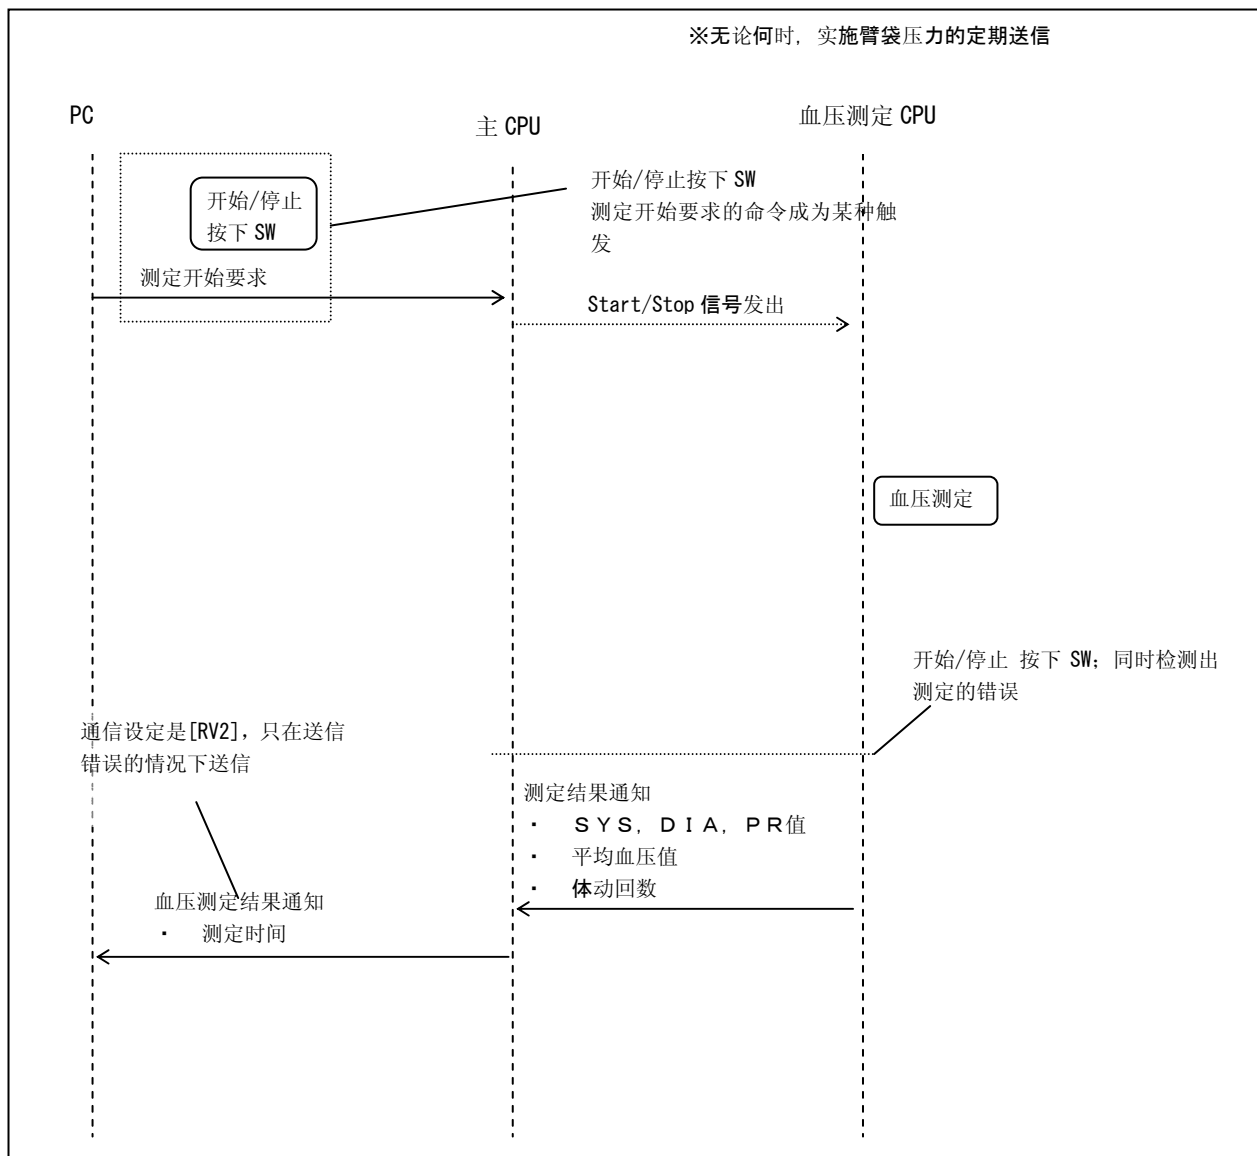 ※无论何时, 实施臂袋压力的定期送信
PC
主 CPU
血压测定 CPU
开始/停止
按下 SW
开始/停止按下 SW
测定开始要求的命令成为某种触
发
测定开始要求
Start/Stop 信号发出
血压测定
开始/停止 按下 SW; 同时检测出
测定的错误
通信设定是[RV2], 只在送信
错误的情况下送信
测定结果通知
▪ ＳＹＳ, ＤＩＡ, ＰＲ值
▪ 平均血压值
▪ 体动回数
血压测定结果通知
▪ 测定时间